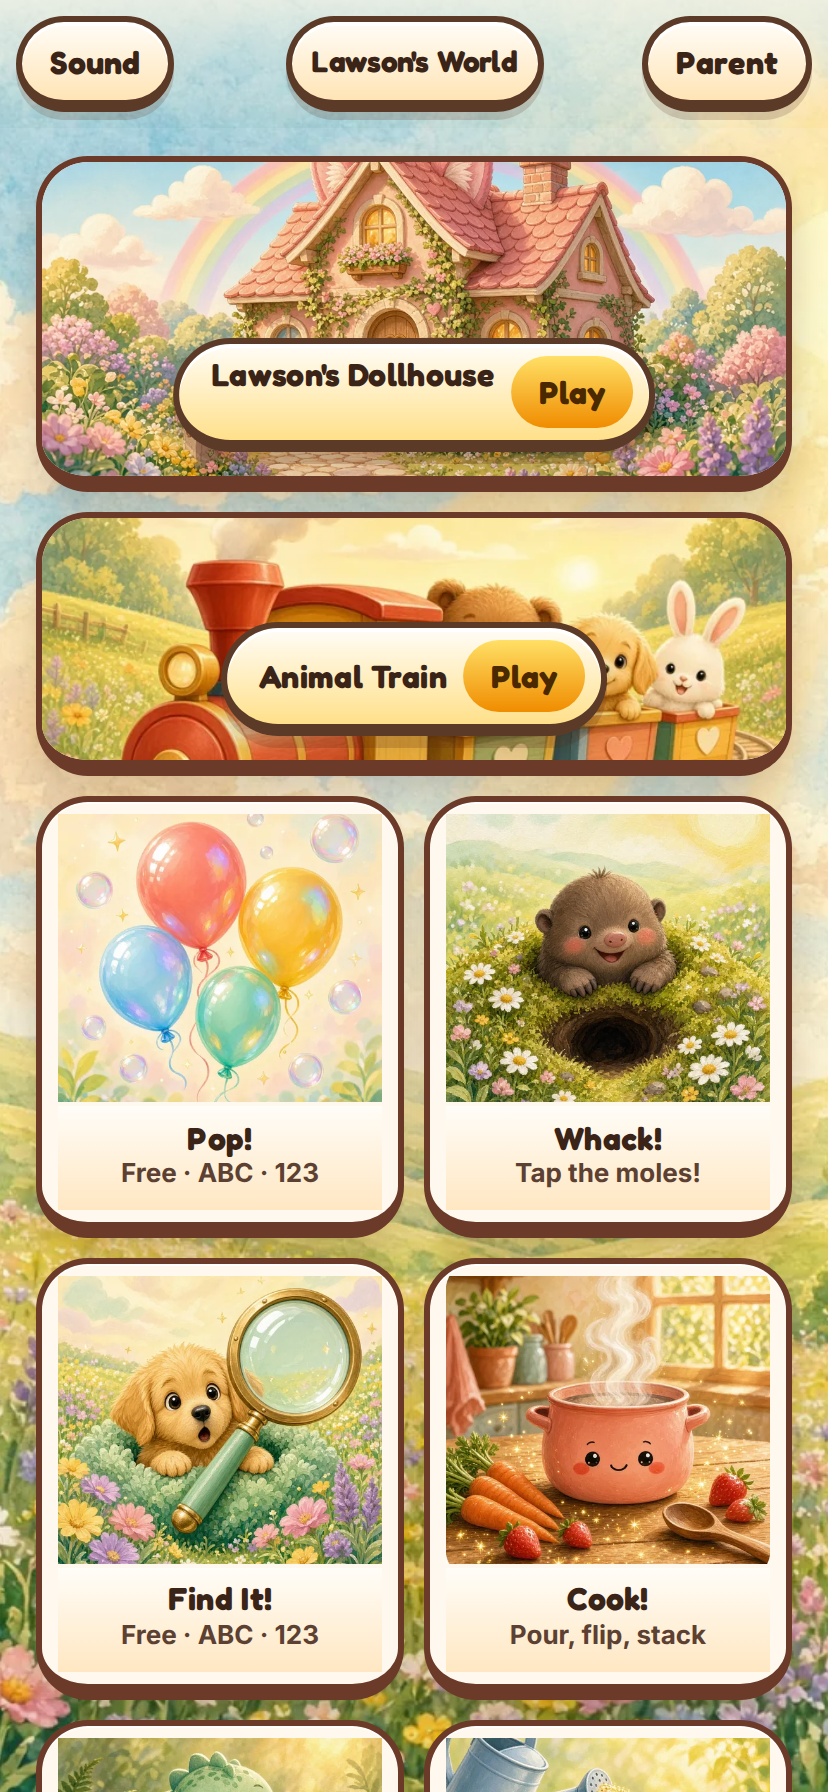 Sound
Lawson's World
Parent
Lawson's Dollhouse
Play
Animal Train
Play
Pop!
Free · ABC · 123
Whack!
Tap the moles!
Find It!
Free · ABC · 123
Cook!
Pour, flip, stack